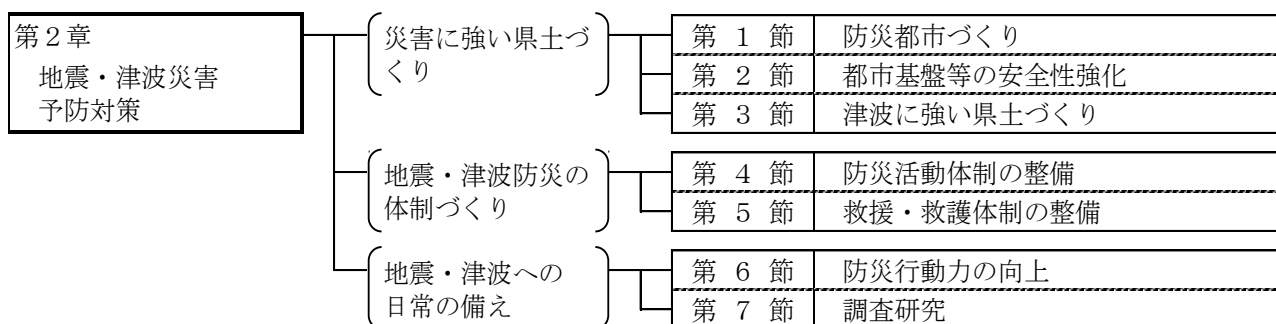 第２章
地震・津波災害
予防対策
災害に強い県土づ
くり
第 １ 節 防災都市づくり
第 ２ 節 都市基盤等の安全性強化
第 ３ 節 津波に強い県土づくり
地震・津波防災の
体制づくり
第 ４ 節 防災活動体制の整備
第 ５ 節 救援・救護体制の整備
地震・津波への
日常の備え
第 ６ 節 防災行動力の向上
第 ７ 節 調査研究